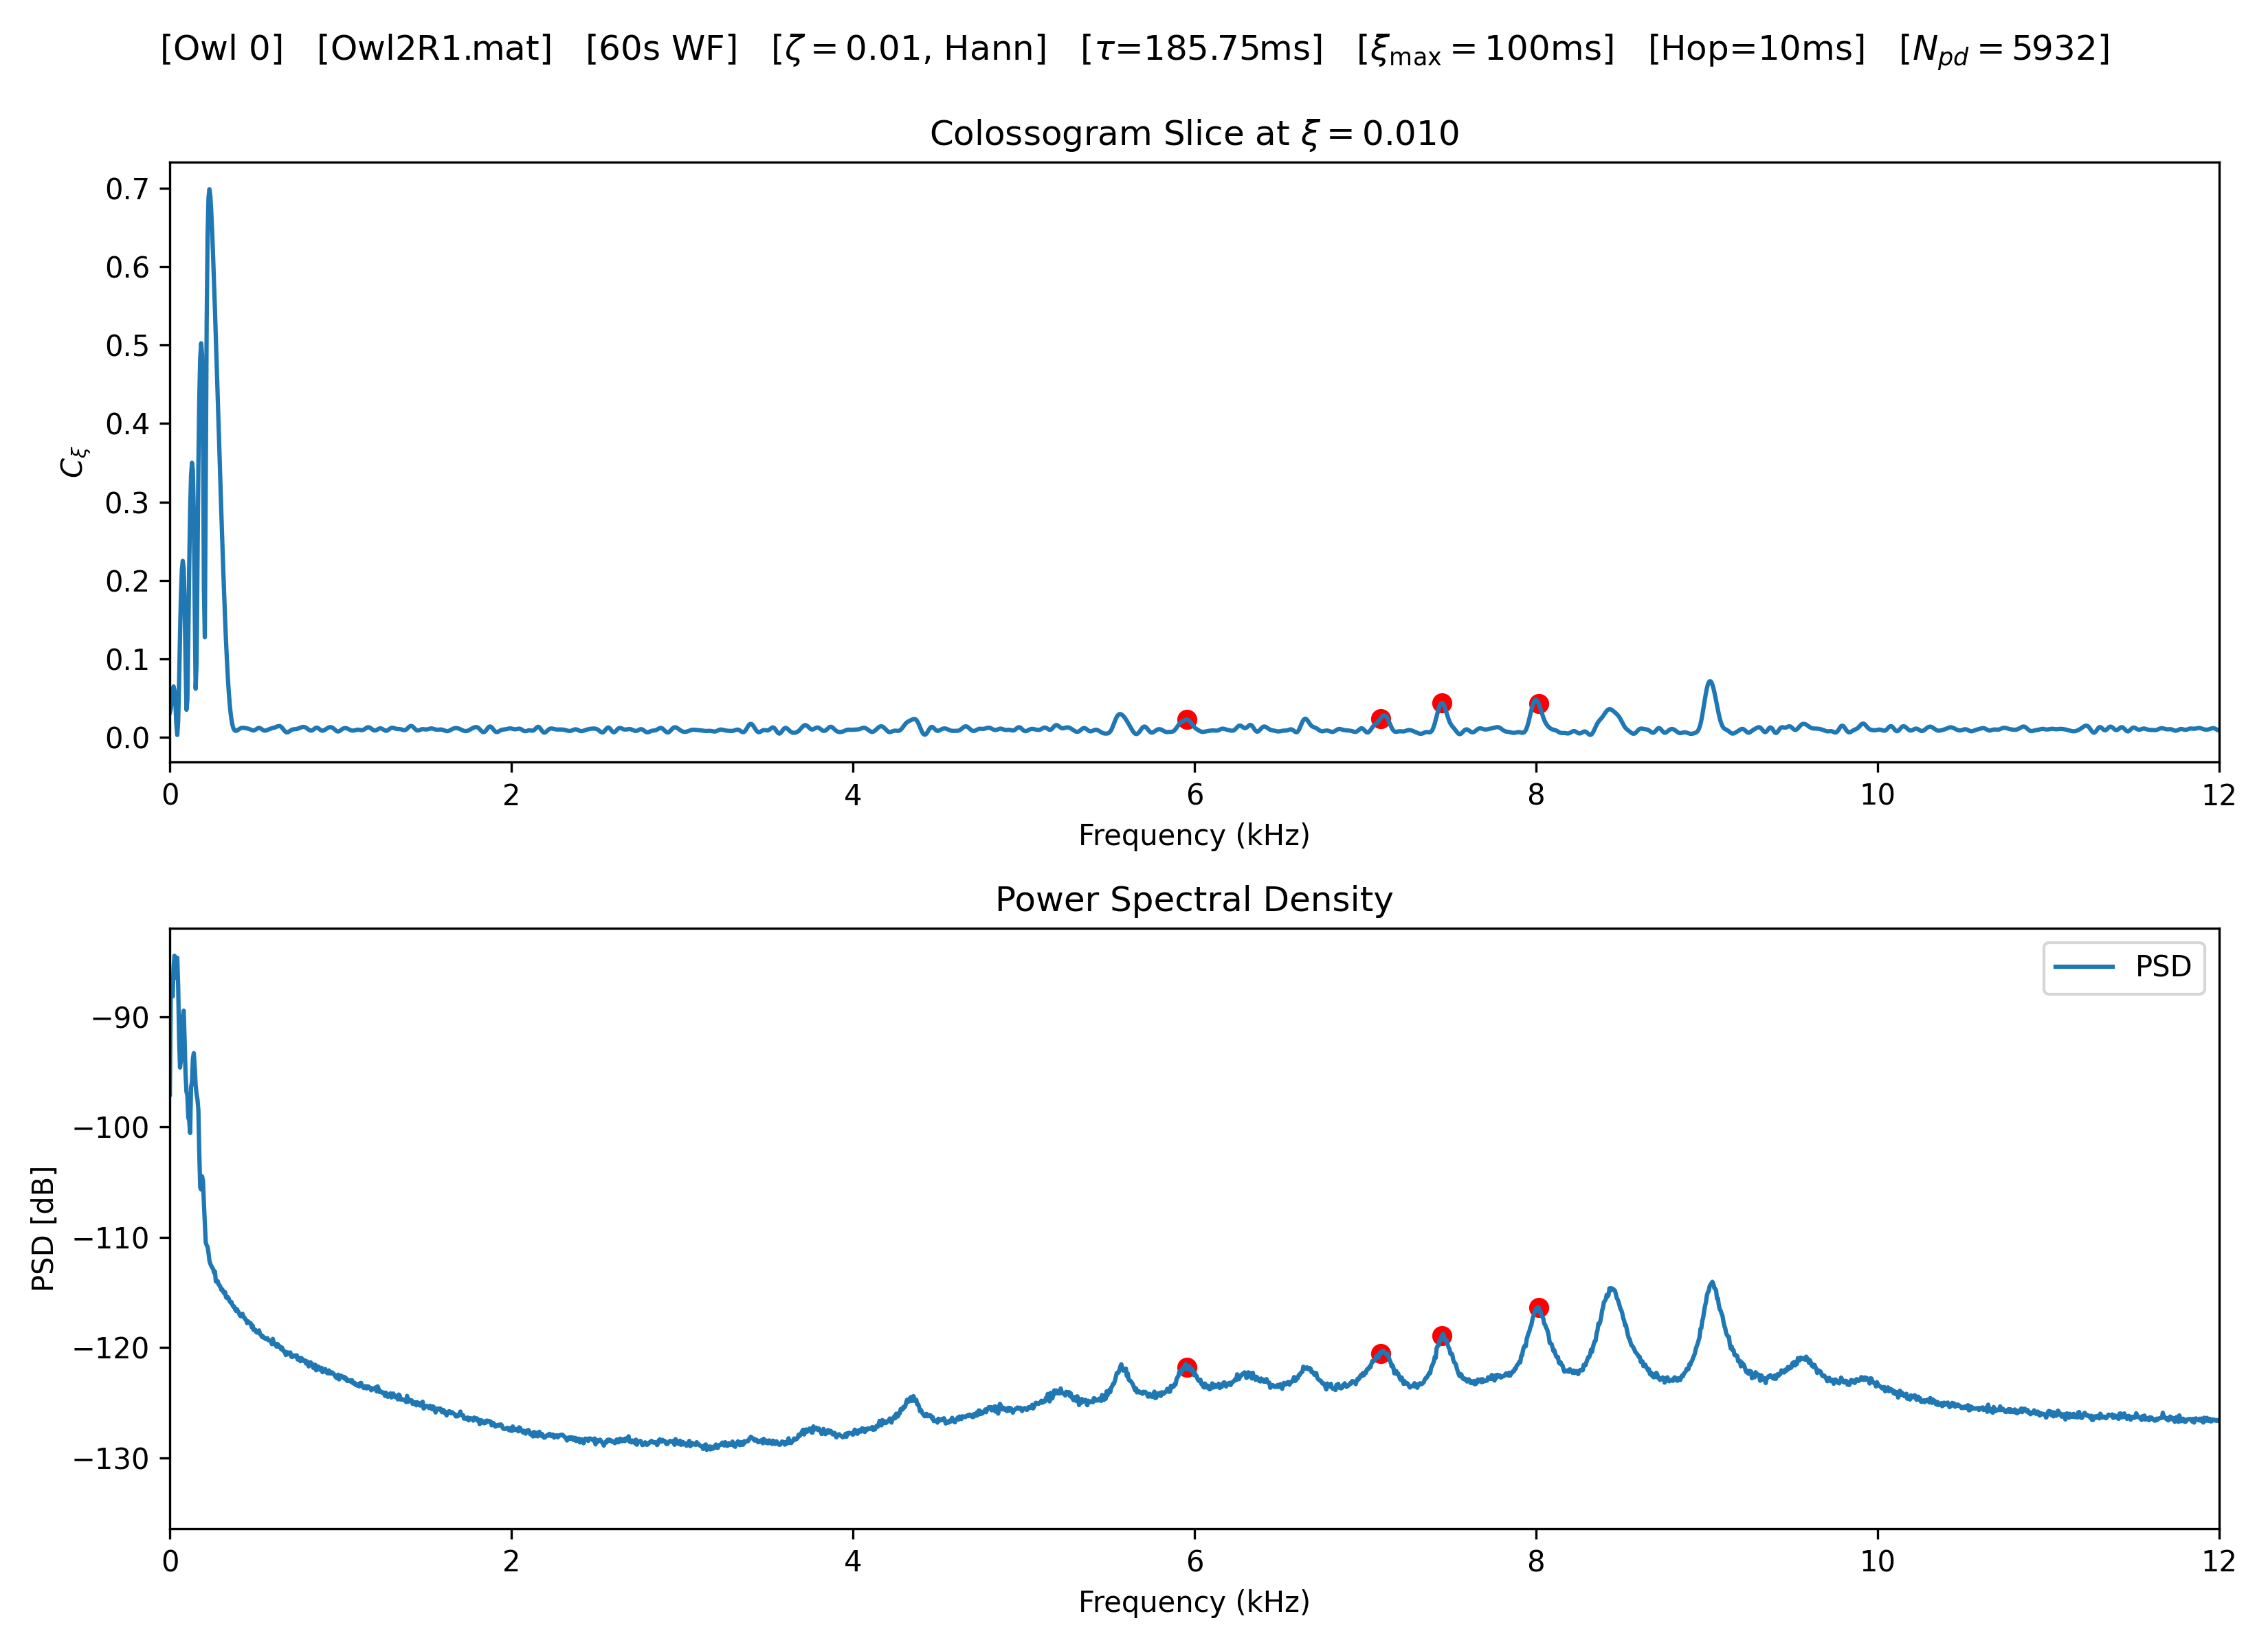 [Owl 0] [Owl2R1.mat] [60s WF] [ζ = 0.01, Hann] [τ=185.75ms] [ξmax = 100ms] [Hop=10ms] [Npd = 5932]
Colossogram Slice at ξ = 0.010
0.7
0.6
0.5
0.4
0.3
0.2
0.1
0.0
Cξ
0 2 4 6 8 10 12
Frequency (kHz)
Power Spectral Density
PSD
−90
−100
−110
−120
−130
PSD [dB]
0 2 4 6 8 10 12
Frequency (kHz)